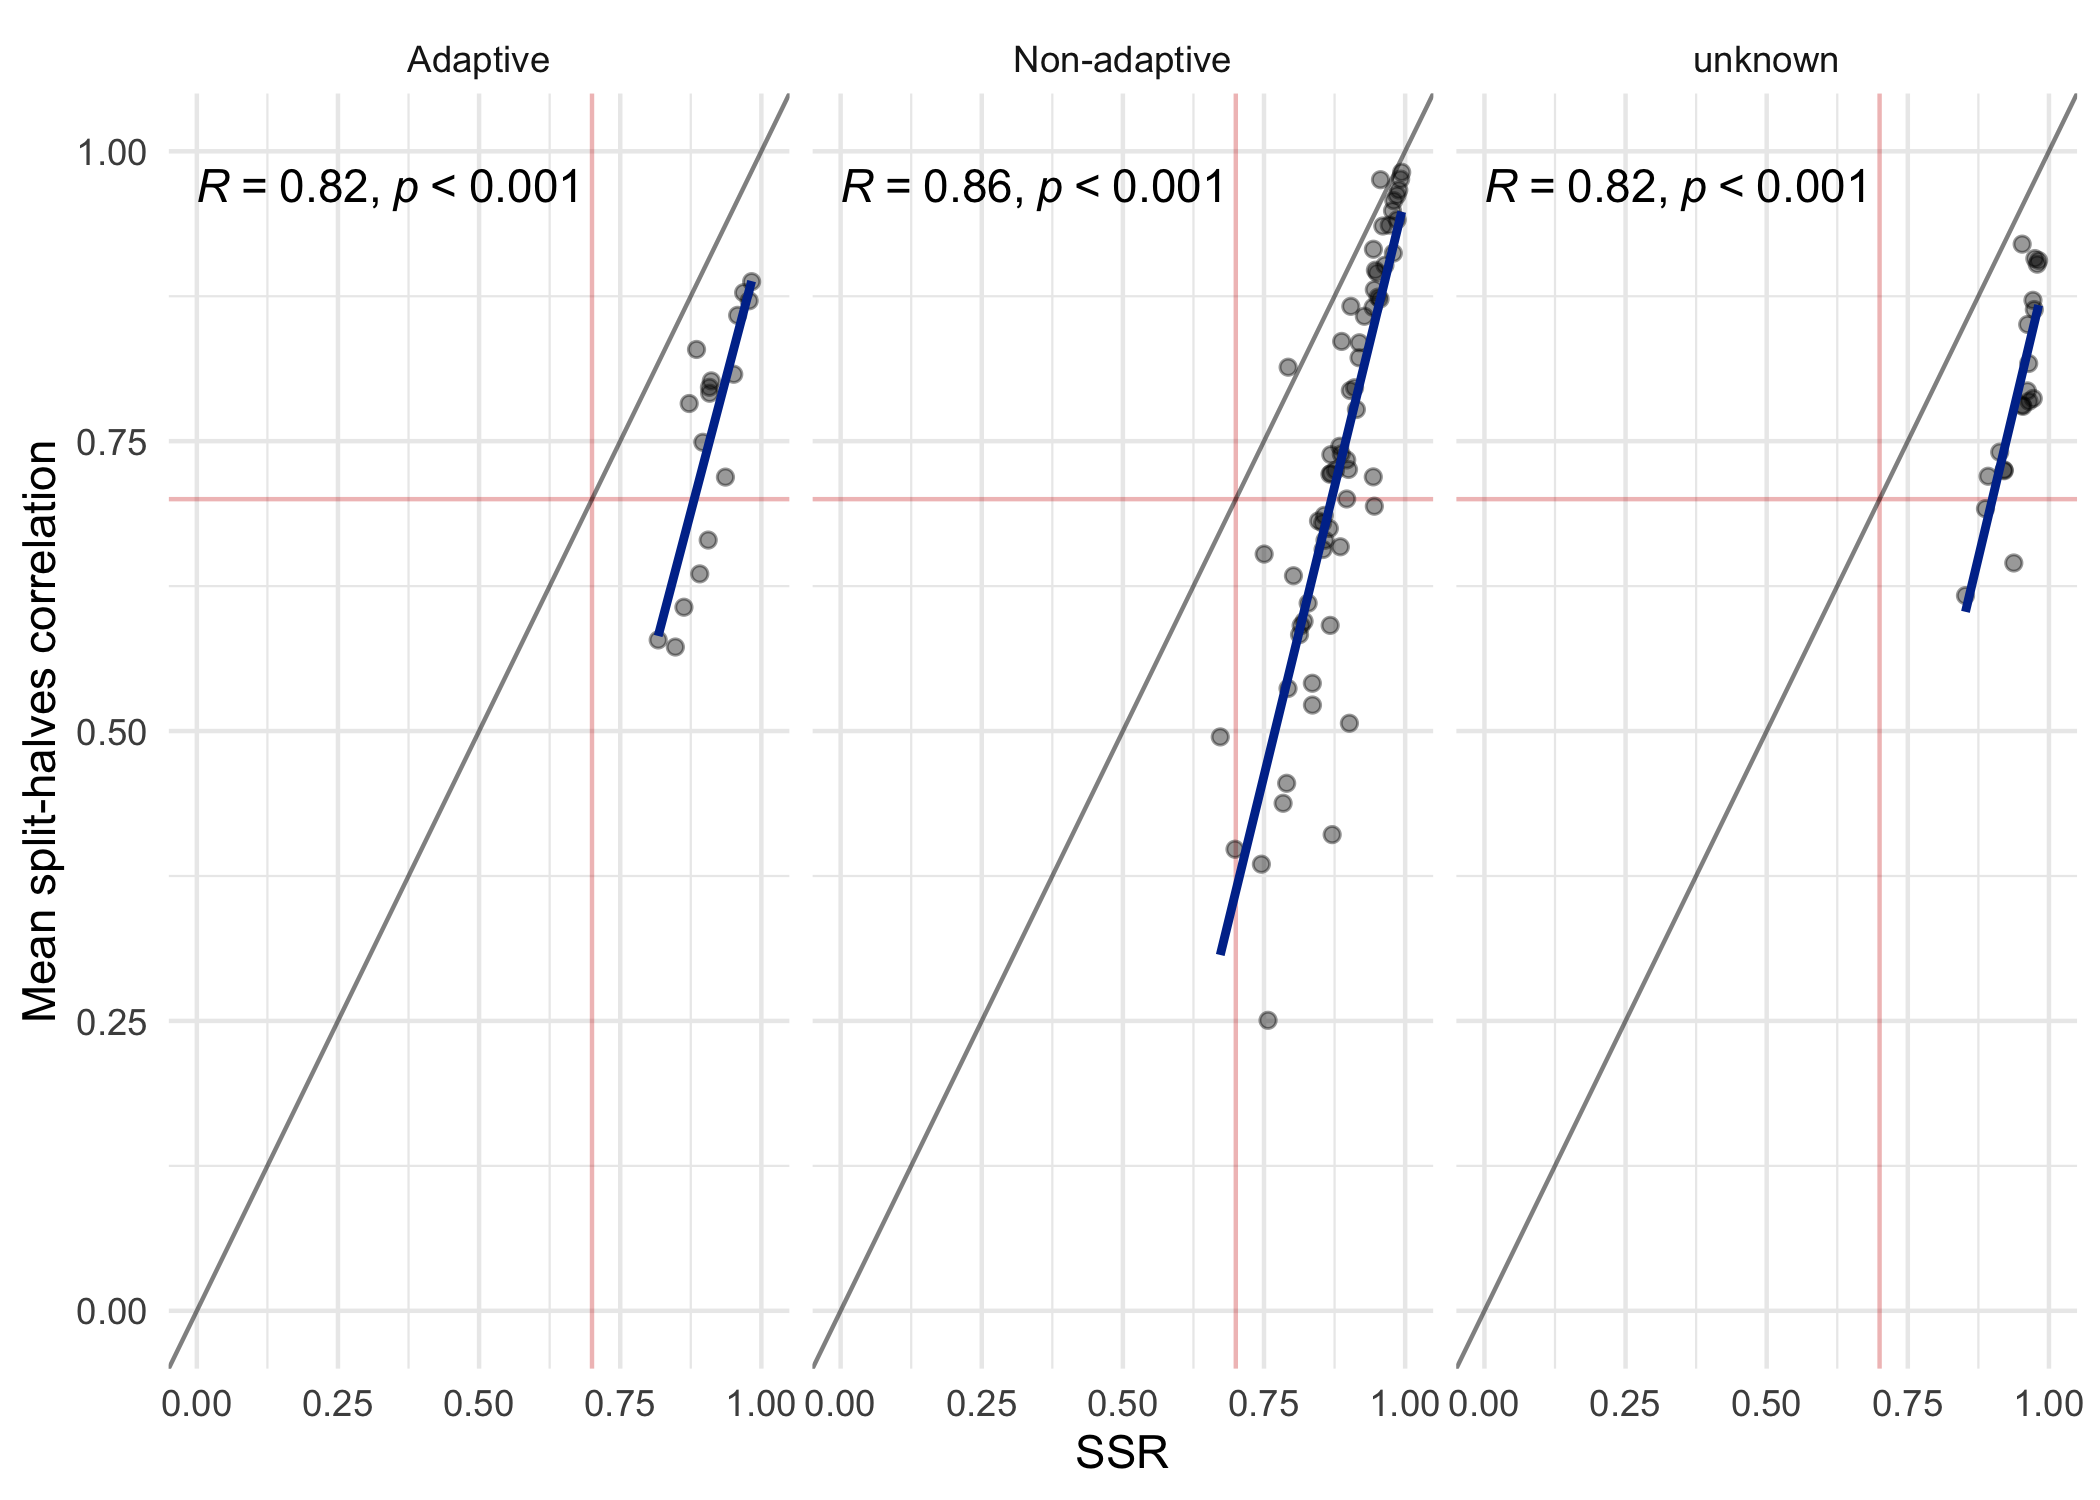 Adaptive Non-adaptive unknown
1.00
R = 0.82, p < 0.001 R = 0.86, p < 0.001 R = 0.82, p < 0.001
0.75
0.50
0.25
0.00
Mean split-halves correlation
0.00 0.25 0.50 0.75 1.00 0.00 0.25 0.50 0.75 1.00 0.00 0.25 0.50 0.75 1.00
SSR